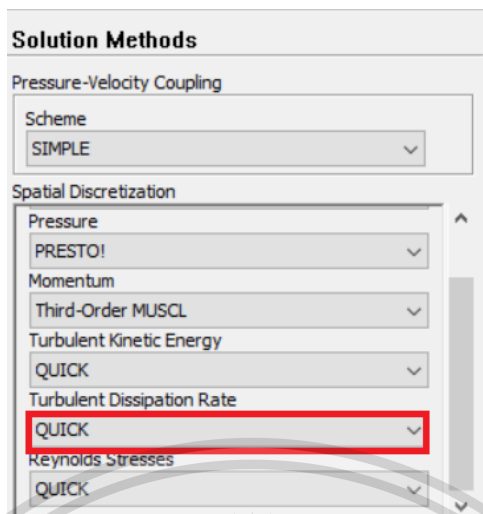 Solution Methods
Pressure-Velocity Coupling
Scheme
SIMPLE
Spatial Discretization
Pressure
PRESTO!
Momentum
Third-Order MUSCL
Turbulent Kinetic Energy
QUICK
Turbulent Dissipation Rate
QUICK
Reynolds Stresses
QUICK